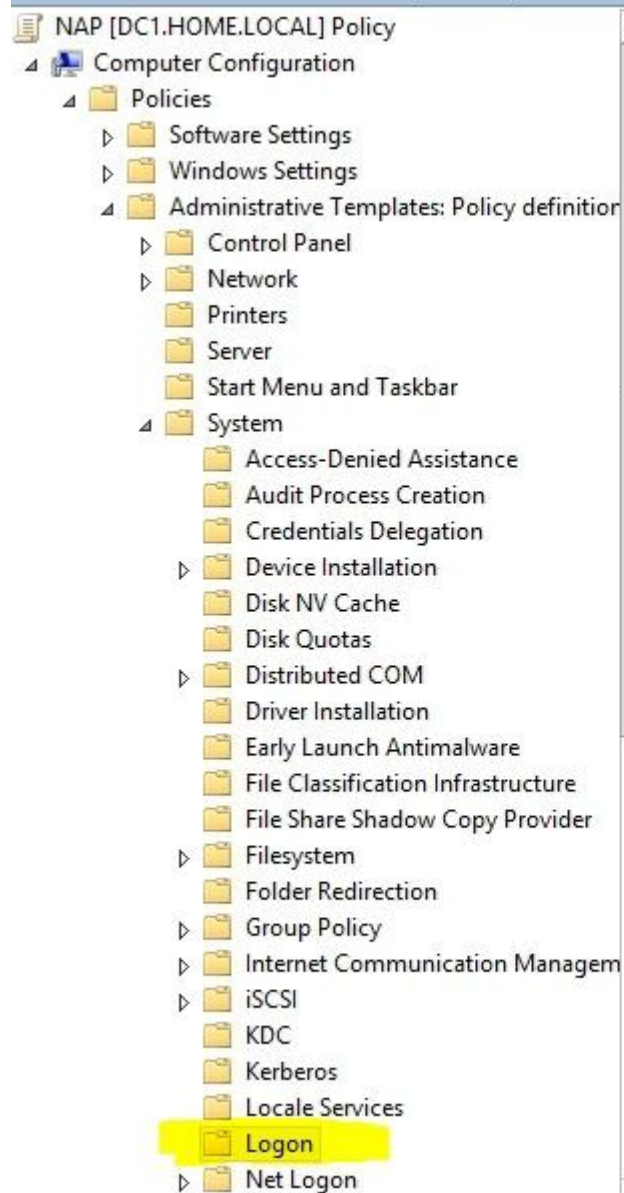 NAP [DC1.HOME.LOCAL] Policy
Computer Configuration
Policies
Software Settings
Windows Settings
Administrative Templates: Policy definition
Control Panel
Network
Printers
Server
Start Menu and Taskbar
System
Access-Denied Assistance
Audit Process Creation
Credentials Delegation
Device Installation
Disk NV Cache
Disk Quotas
Distributed COM
Driver Installation
Early Launch Antimalware
File Classification Infrastructure
File Share Shadow Copy Provider
Filesystem
Folder Redirection
Group Policy
Internet Communication Managem
iSCSI
KDC
Kerberos
Locale Services
Logon
Net Logon